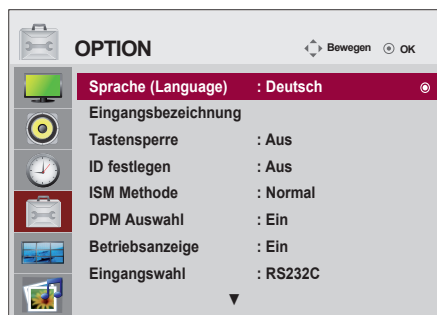 OPTION
Bewegen OK
Sprache (Language) : Deutsch
Eingangsbezeichnung
Tastensperre : Aus
ID festlegen : Aus
ISM Methode : Normal
DPM Auswahl : Ein
Betriebsanzeige : Ein
Eingangswahl : RS232C